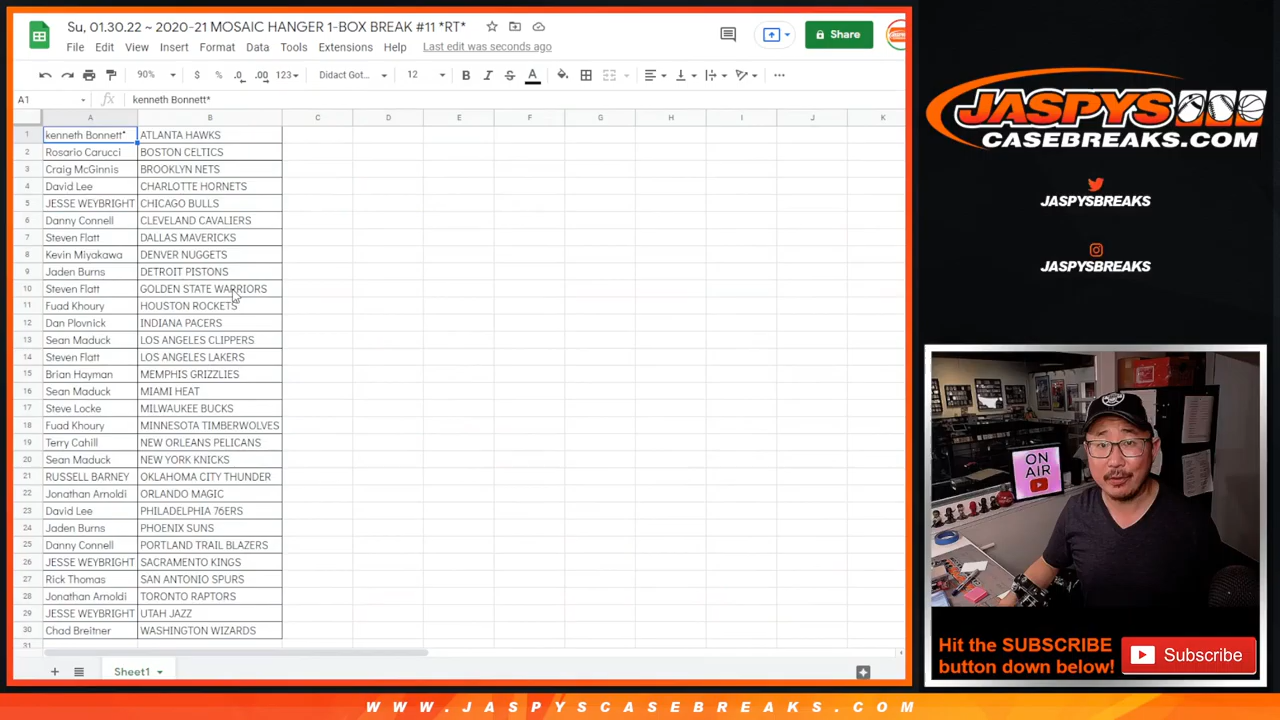 Su, 01.30.22 ~ 2020-21 MOSAIC HANGER 1-BOX BREAK #11 *RT*
File Edit View Insert Format Data Tools Extensions Help Last edit was seconds ago
Share
90% $ % .0 .00 123 Didact Got... 12 B I S A
A1 fx kenneth Bonnett*
A B C D E F G H I J K
1 kenneth Bonnett* ATLANTA HAWKS
2 Rosario Carucci BOSTON CELTICS
3 Craig McGinnis BROOKLYN NETS
4 David Lee CHARLOTTE HORNETS
5 JESSE WEYBRIGHT CHICAGO BULLS
6 Danny Connell CLEVELAND CAVALIERS
7 Steven Flatt DALLAS MAVERICKS
8 Kevin Miyakawa DENVER NUGGETS
9 Jaden Burns DETROIT PISTONS
10 Steven Flatt GOLDEN STATE WARRIORS
11 Fuad Khoury HOUSTON ROCKETS
12 Dan Plovnick INDIANA PACERS
13 Sean Maduck LOS ANGELES CLIPPERS
14 Steven Flatt LOS ANGELES LAKERS
15 Brian Hayman MEMPHIS GRIZZLIES
16 Sean Maduck MIAMI HEAT
17 Steve Locke MILWAUKEE BUCKS
18 Fuad Khoury MINNESOTA TIMBERWOLVES
19 Terry Cahill NEW ORLEANS PELICANS
20 Sean Maduck NEW YORK KNICKS
21 RUSSELL BARNEY OKLAHOMA CITY THUNDER
22 Jonathan Arnoldi ORLANDO MAGIC
23 David Lee PHILADELPHIA 76ERS
24 Jaden Burns PHOENIX SUNS
25 Danny Connell PORTLAND TRAIL BLAZERS
26 JESSE WEYBRIGHT SACRAMENTO KINGS
27 Rick Thomas SAN ANTONIO SPURS
28 Jonathan Arnoldi TORONTO RAPTORS
29 JESSE WEYBRIGHT UTAH JAZZ
30 Chad Breitner WASHINGTON WIZARDS
31
Sheet1
JASPYS
CASEBREAKS.COM
JASPYSBREAKS
JASPYSBREAKS
ON
AIR
Hit the SUBSCRIBE
button down below!
Subscribe
WWW.JASPYSCASEBREAKS.COM